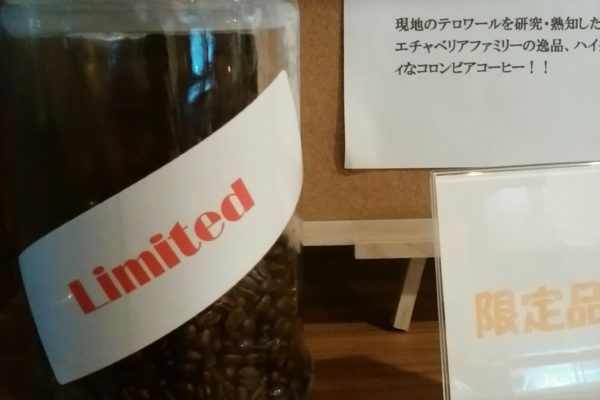 現地のテロワールを研究・熟知した
エチャベリアファミリーの逸品、ハイ
ィなコロンビアコーヒー！！
Limited
限定品